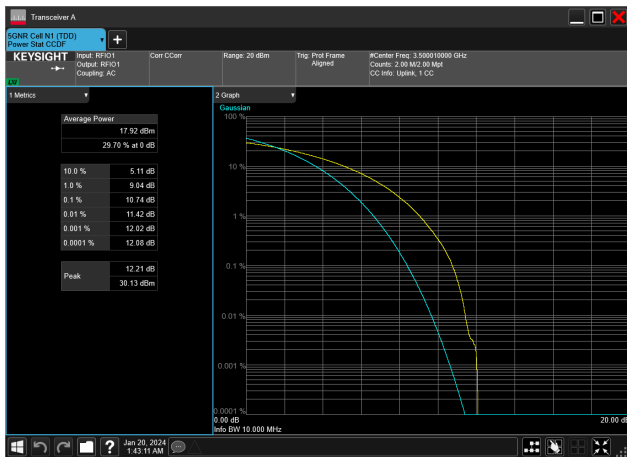 Transceiver A
5GNR Cell N1 (TDD)
Power Stat CCDF
KEYSIGHT
Input: RFIO1
Output: RFIO1
Coupling: AC
Corr CCorr
Range: 20 dBm
Trig: Prot Frame
Aligned
#Center Freq: 3.500010000 GHz
Counts: 2.00 M/2.00 Mpt
CC Info: Uplink, 1 CC
1 Metrics
2 Graph
Average Power
17.92 dBm
29.70 % at 0 dB
10.0 % 5.11 dB
1.0 % 9.04 dB
0.1 % 10.74 dB
0.01 % 11.42 dB
0.001 % 12.02 dB
0.0001 % 12.08 dB
Peak
12.21 dB
30.13 dBm
Gaussian
100 %
10 %
1 %
0.1 %
0.01 %
0.001 %
0.0001 %
0.00 dB
20.00 dB
Info BW 10.000 MHz
?
Jan 20, 2024
1:43:11 AM